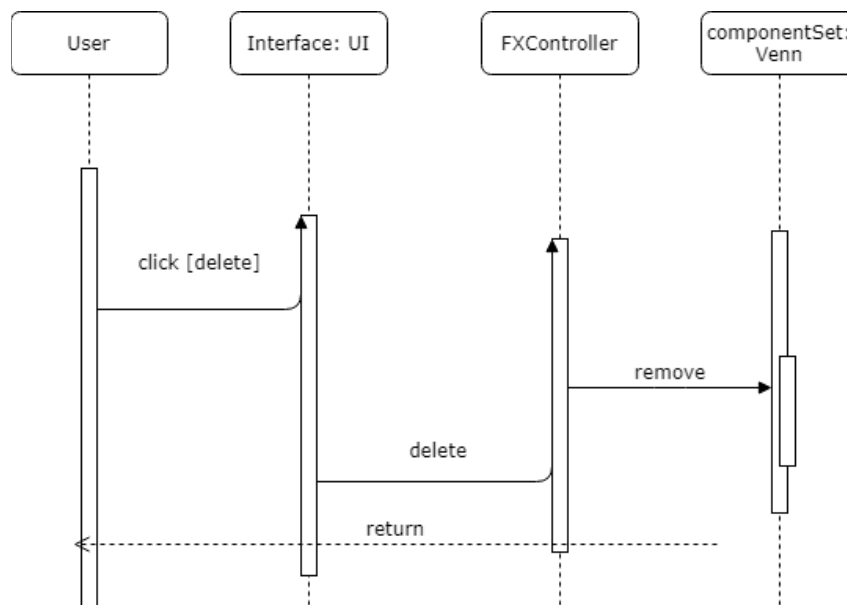 User
Interface: UI
FXController
componentSet:
Venn
click [delete]
remove
delete
return